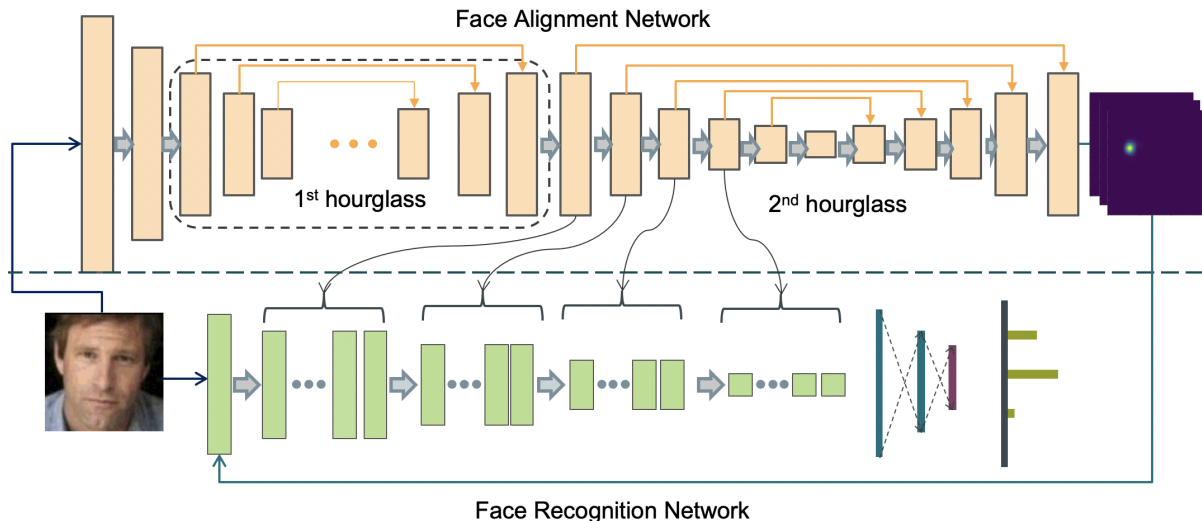 Face Alignment Network
1st hourglass
2nd hourglass
Face Recognition Network